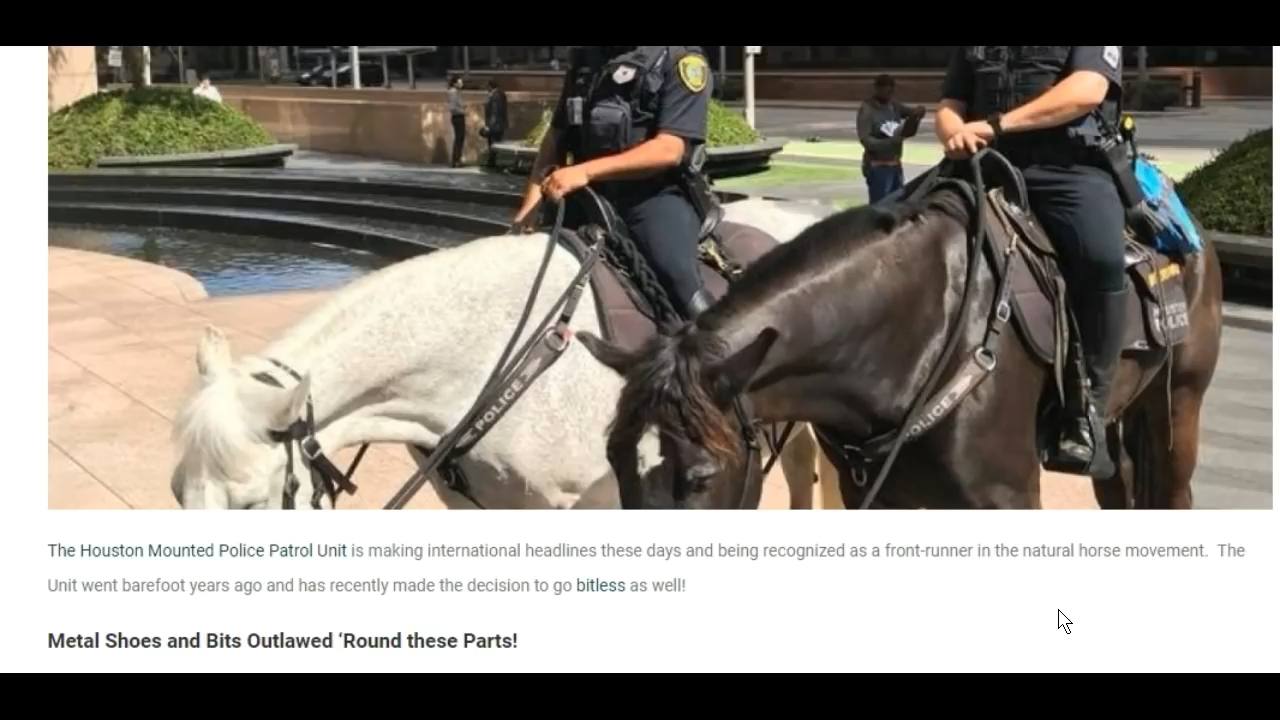 POLICE
POLICE
POLICE
The Houston Mounted Police Patrol Unit is making international headlines these days and being recognized as a front-runner in the natural horse movement. The
Unit went barefoot years ago and has recently made the decision to go bitless as well!
Metal Shoes and Bits Outlawed ‘Round these Parts!